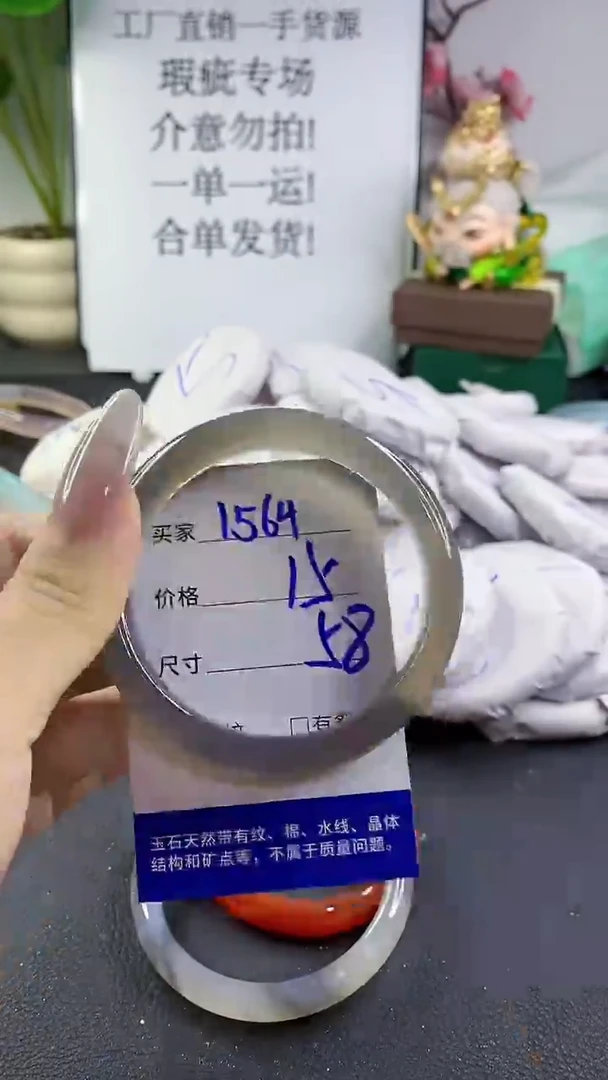 工厂直销一手货源
瑕疵专场
介意勿拍!
一单一运!
合单发货!
买家 1564
价格 15
尺寸 58
有
玉石天然带有纹、棉、水线、晶体
结构和矿点等，不属于质量问题。